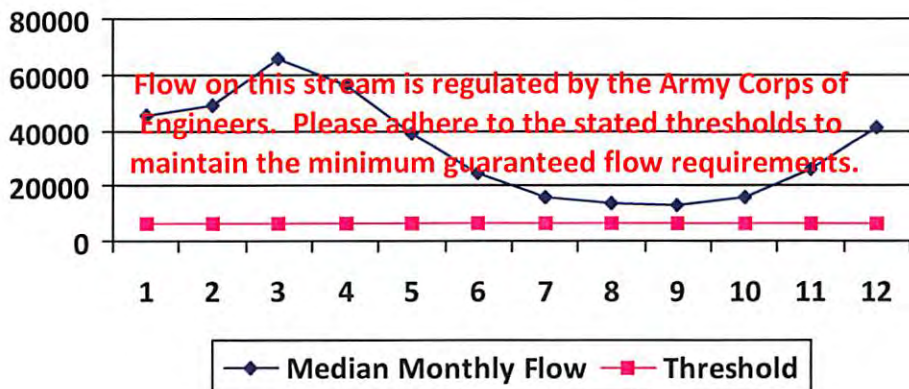 80000
60000
40000
20000
0
Flow on this stream is regulated by the Army Corps of
Engineers. Please adhere to the stated thresholds to
maintain the minimum guaranteed flow requirements.
1 2 3 4 5 6 7 8 9 10 11 12
Median Monthly Flow Threshold